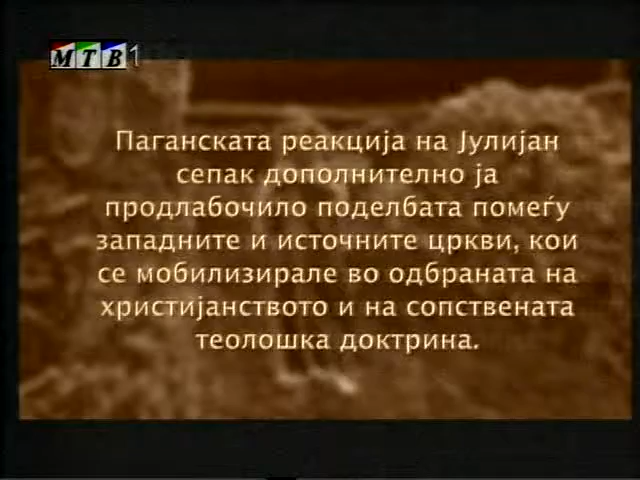 МТВ1
Паганската реакција на Јулијан
сепак дополнително ја
продлабочило поделбата помеѓу
западните и источните цркви, кои
се мобилизирале во одбраната на
христијанството и на сопствената
теолошка доктрина.